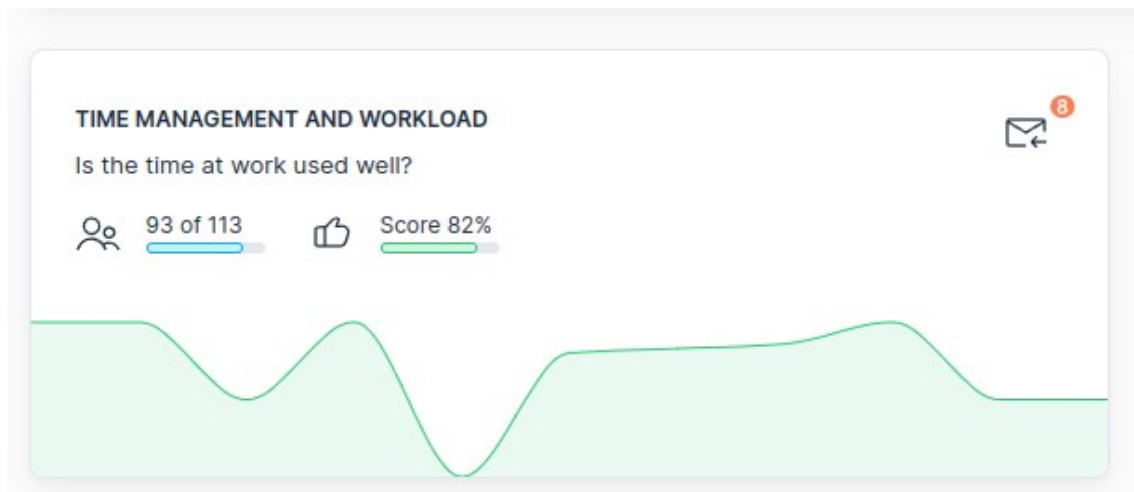 TIME MANAGEMENT AND WORKLOAD
8
Is the time at work used well?
93 of 113
Score 82%